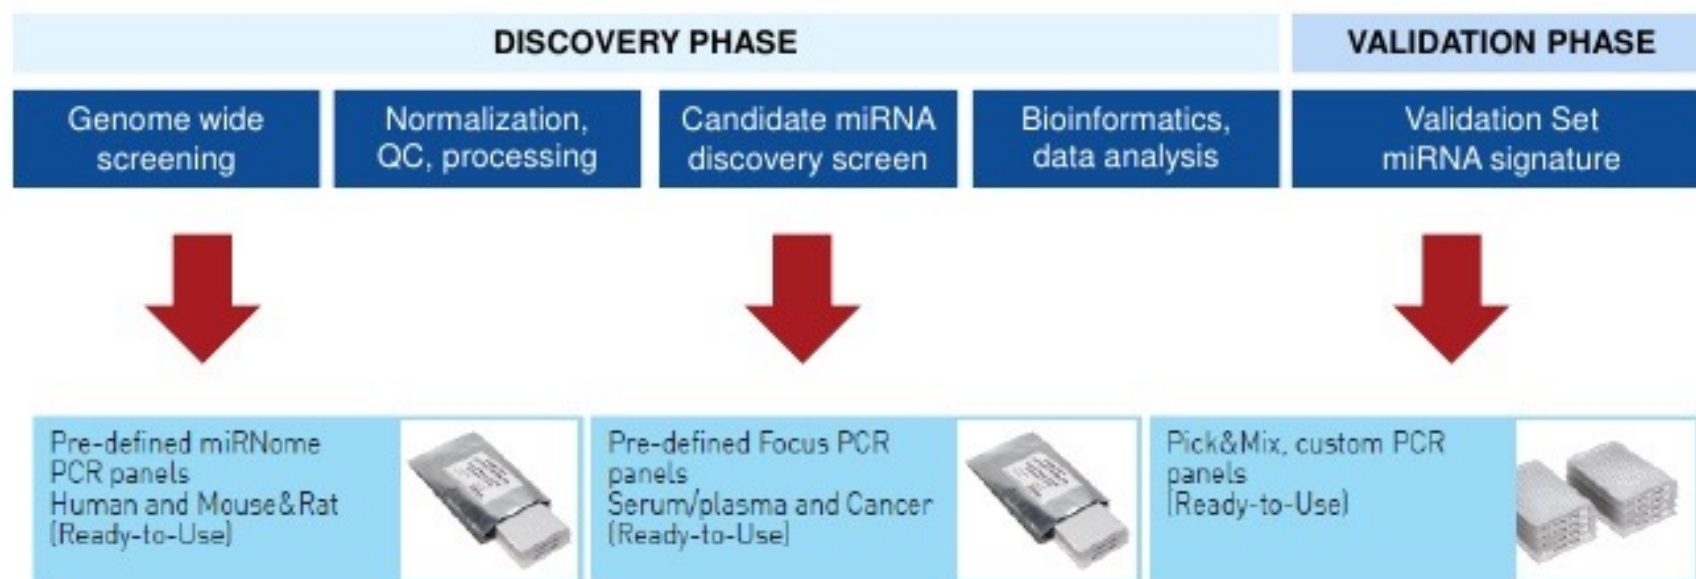 DISCOVERY PHASE
VALIDATION PHASE
Genome wide
screening
Normalization,
QC, processing
Candidate miRNA
discovery screen
Bioinformatics,
data analysis
Validation Set
miRNA signature
Pre-defined miRNome
PCR panels
Human and Mouse&Rat
(Ready-to-Use)
Pre-defined Focus PCR
panels
Serum/plasma and Cancer
(Ready-to-Use)
Pick&Mix, custom PCR
panels
(Ready-to-Use)